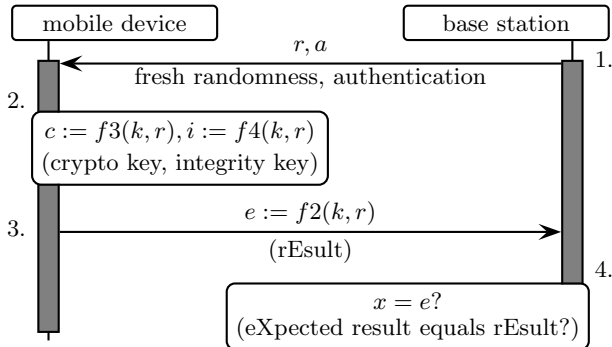 mobile device
base station
r, a
1.
fresh randomness, authentication
2.
c := f3(k, r), i := f4(k, r)
(crypto key, integrity key)
e := f2(k, r)
3.
(rEsult)
4.
x = e?
(eXpected result equals rEsult?)